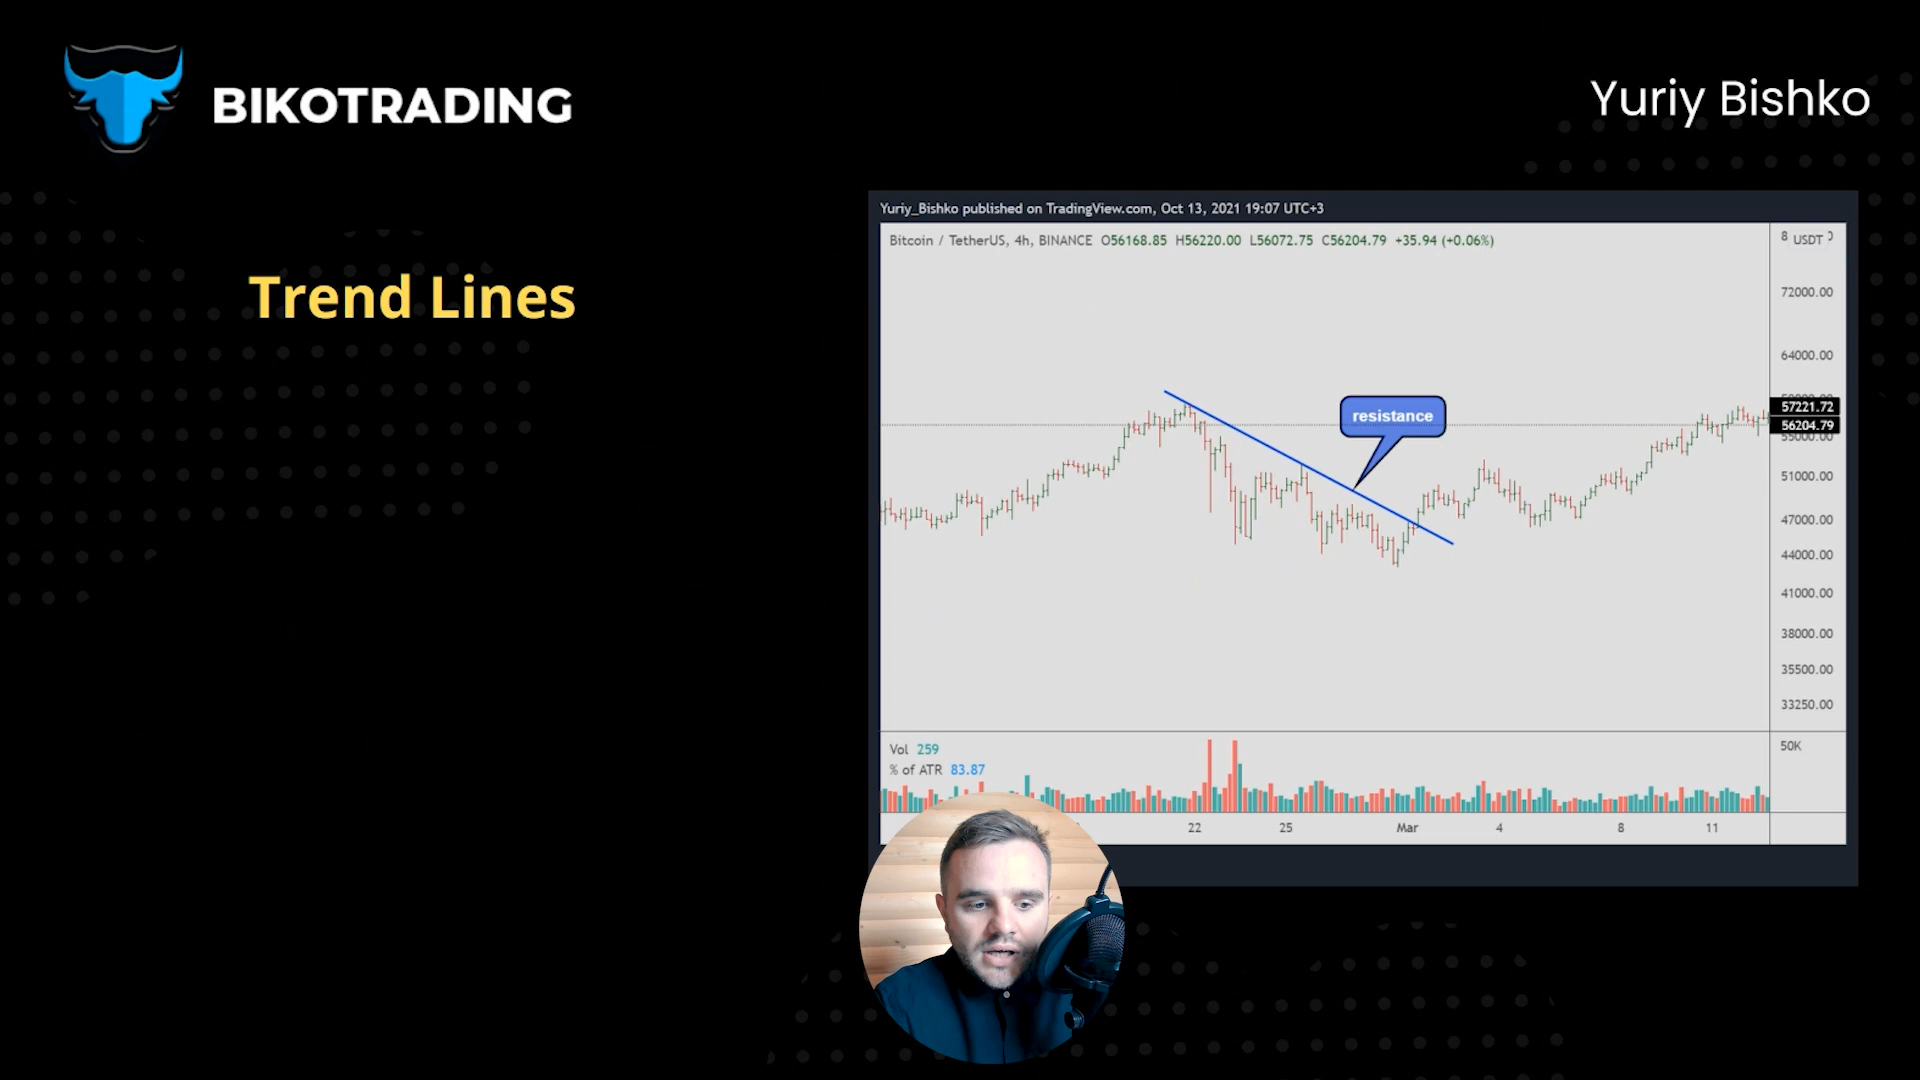 BIKOTRADING
Yuriy Bishko
Trend Lines
Yuriy_Bishko published on TradingView.com, Oct 13, 2021 19:07 UTC+3
Bitcoin / TetherUS, 4h, BINANCE O56168.85 H56220.00 L56072.75 C56204.79 +35.94 (+0.06%)
USDT
72000.00
64000.00
resistance
57221.72
56204.79
55000.00
51000.00
47000.00
44000.00
41000.00
38000.00
35500.00
33250.00
Vol 259
50K
% of ATR 83.87
22 25 Mar 4 8 11